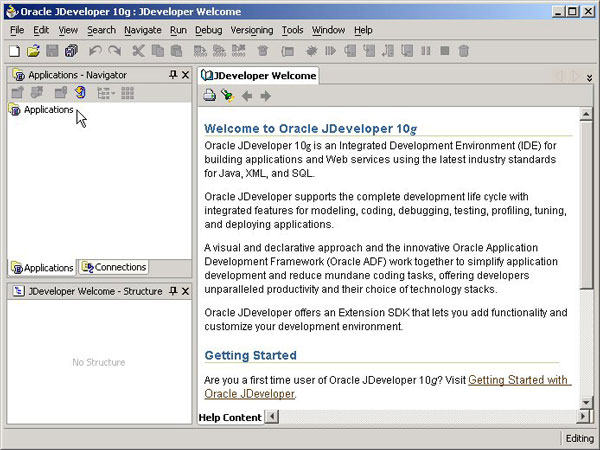 Oracle JDeveloper 10g : JDeveloper Welcome
File Edit View Search Navigate Run Debug Versioning Tools Window Help
Applications - Navigator
JDeveloper Welcome
Applications
Welcome to Oracle JDeveloper 10g
Oracle JDeveloper 10g is an Integrated Development Environment (IDE) for
building applications and Web services using the latest industry standards
for Java, XML, and SQL.
Oracle JDeveloper supports the complete development life cycle with
integrated features for modeling, coding, debugging, testing, profiling, tuning,
and deploying applications.
A visual and declarative approach and the innovative Oracle Application
Development Framework (Oracle ADF) work together to simplify application
development and reduce mundane coding tasks, offering developers
unparalleled productivity and their choice of technology stacks.
Oracle JDeveloper offers an Extension SDK that lets you add functionality and
customize your development environment.
Getting Started
Are you a first time user of Oracle JDeveloper 10g? Visit Getting Started with
Oracle JDeveloper.
Applications Connections
JDeveloper Welcome - Structure
No Structure
Help Content
Editing